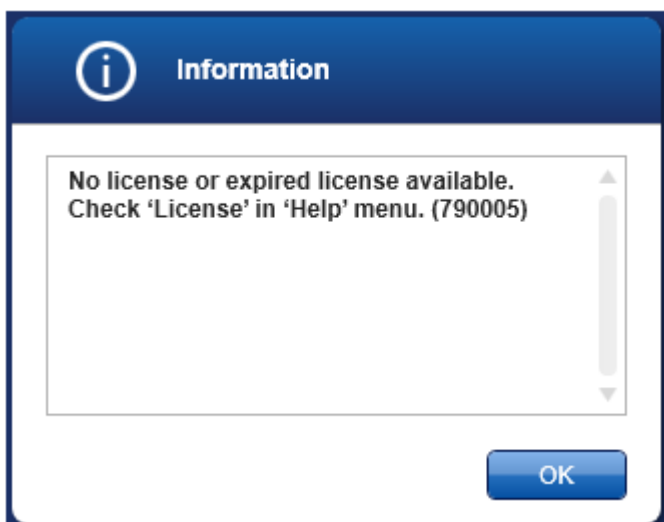 Information
No license or expired license available.
Check ‘License’ in ‘Help’ menu. (790005)
OK